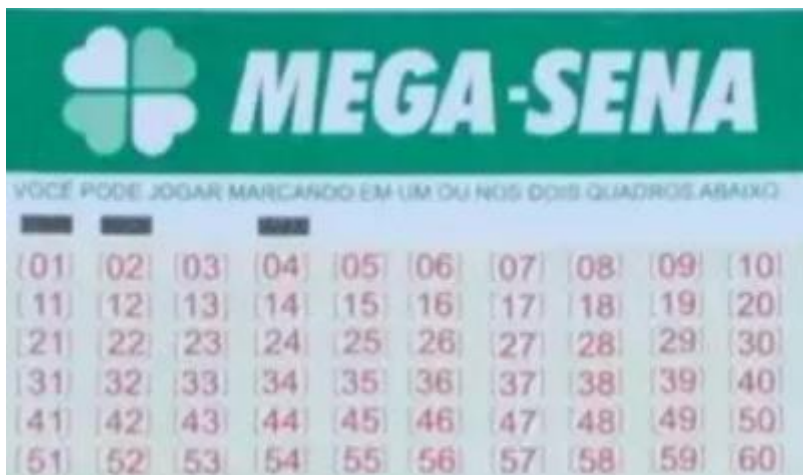 MEGA-SENA
VOCÊ PODE JOGAR MARCANDO EM UM OU NOS DOIS QUADROS ABAIXO
[01] [02] [03] [04] [05] [06] [07] [08] [09] [10]
[11] [12] [13] [14] [15] [16] [17] [18] [19] [20]
[21] [22] [23] [24] [25] [26] [27] [28] [29] [30]
[31] [32] [33] [34] [35] [36] [37] [38] [39] [40]
[41] [42] [43] [44] [45] [46] [47] [48] [49] [50]
[51] [52] [53] [54] [55] [56] [57] [58] [59] [60]